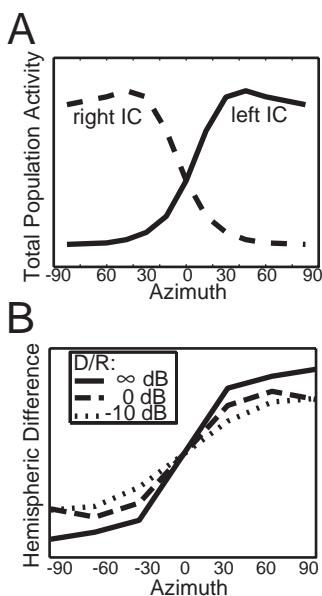 A
Total Population Activity
right IC
left IC
-90 60 30 0 30 60 90
Azimuth
B
Hemispheric Difference
D/R:
∞ dB
0 dB
-10 dB
-90 -60 -30 0 30 60 90
Azimuth